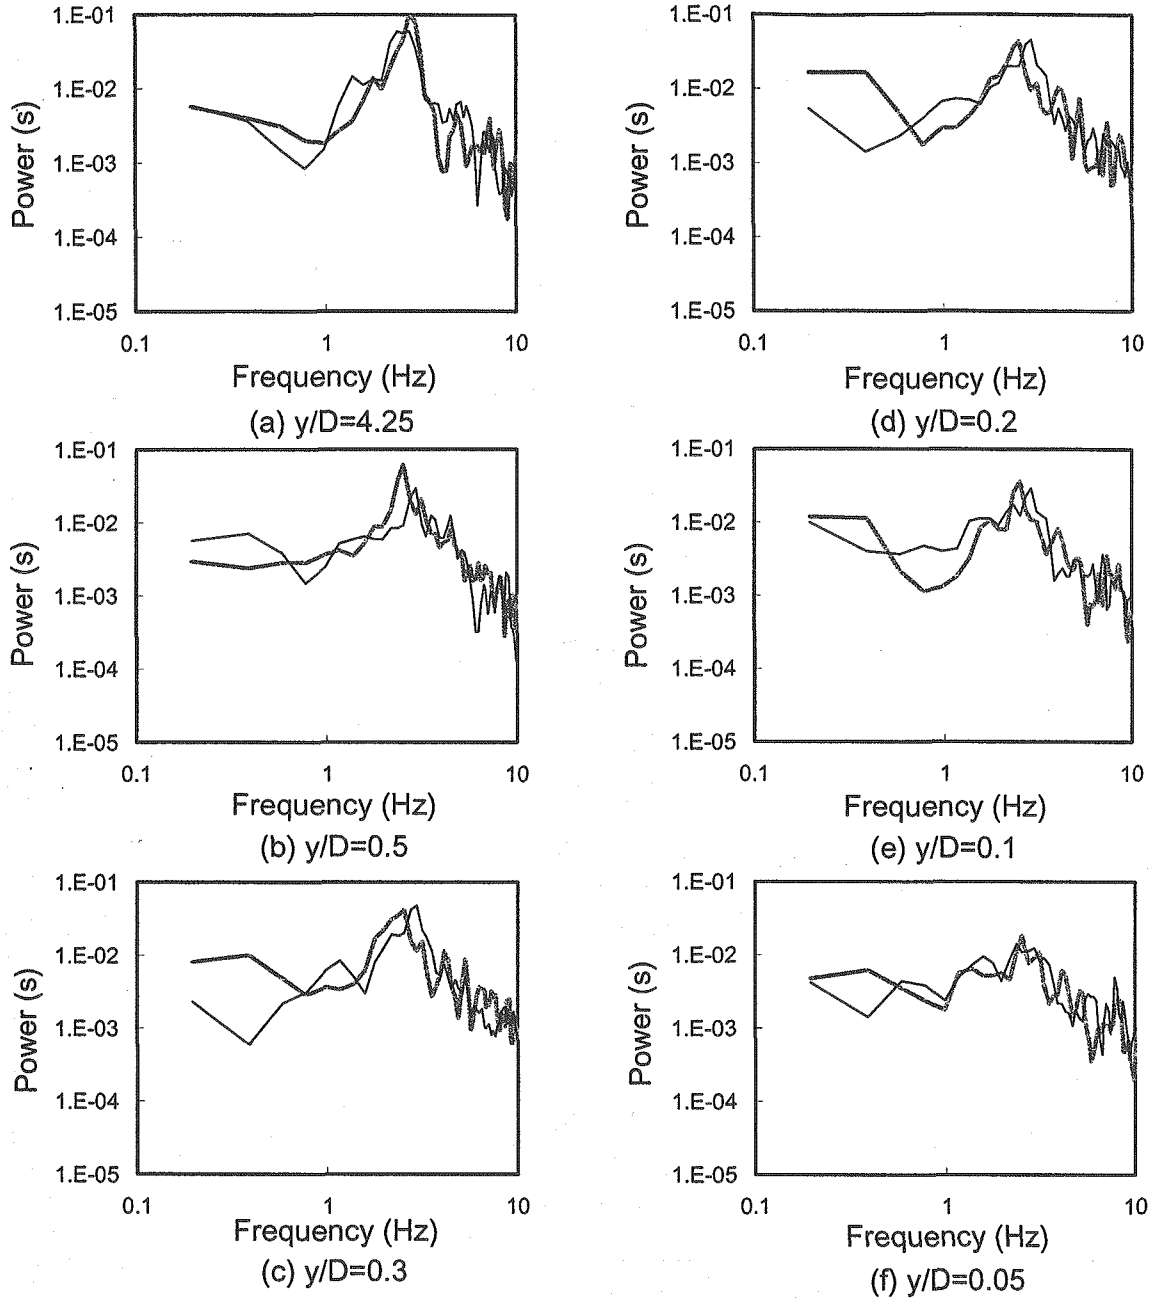 1.E-01
1.E-02
1.E-03
1.E-04
1.E-05
Power (s)
0.1 1 10
Frequency (Hz)
(a) y/D=4.25
1.E-01
1.E-02
1.E-03
1.E-04
1.E-05
Power (s)
0.1 1 10
Frequency (Hz)
(b) y/D=0.5
1.E-01
1.E-02
1.E-03
1.E-04
1.E-05
Power (s)
0.1 1 10
Frequency (Hz)
(c) y/D=0.3
1.E-01
1.E-02
1.E-03
1.E-04
1.E-05
Power (s)
0.1 1 10
Frequency (Hz)
(d) y/D=0.2
1.E-01
1.E-02
1.E-03
1.E-04
1.E-05
Power (s)
0.1 1 10
Frequency (Hz)
(e) y/D=0.1
1.E-01
1.E-02
1.E-03
1.E-04
1.E-05
Power (s)
0.1 1 10
Frequency (Hz)
(f) y/D=0.05